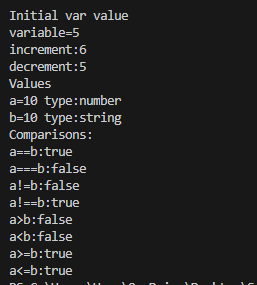 Initial var value
variable=5
increment:6
decrement:5
Values
a=10 type:number
b=10 type:string
Comparisons:
a==b:true
a===b:false
a!=b:false
a!==b:true
a>b:false
a<b:false
a>=b:true
a<=b:true